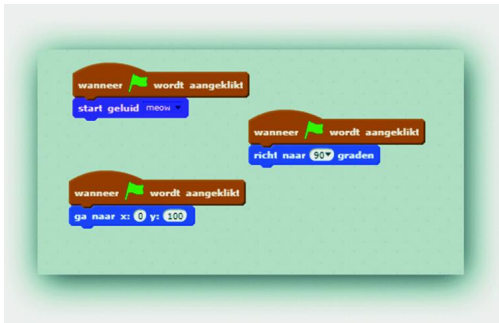 wanneer wordt aangeklikt
start geluid meow
wanneer wordt aangeklikt
richt naar 90 graden
wanneer wordt aangeklikt
ga naar x: 0 y: 100